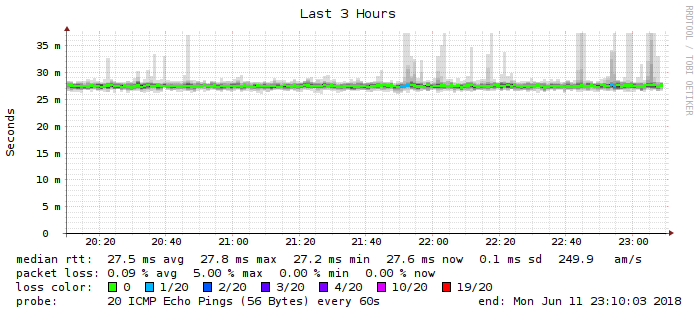 Last 3 Hours
RRDTOOL / TOBI OETIKER
Seconds
35 m
30 m
25 m
20 m
15 m
10 m
5 m
0
20:20 20:40 21:00 21:20 21:40 22:00 22:20 22:40 23:00
median rtt: 27.5 ms avg 27.8 ms max 27.2 ms min 27.6 ms now 0.1 ms sd 249.9 am/s
packet loss: 0.09 % avg 5.00 % max 0.00 % min 0.00 % now
loss color: 0 1/20 2/20 3/20 4/20 10/20 19/20
probe: 20 ICMP Echo Pings (56 Bytes) every 60s end: Mon Jun 11 23:10:03 2018